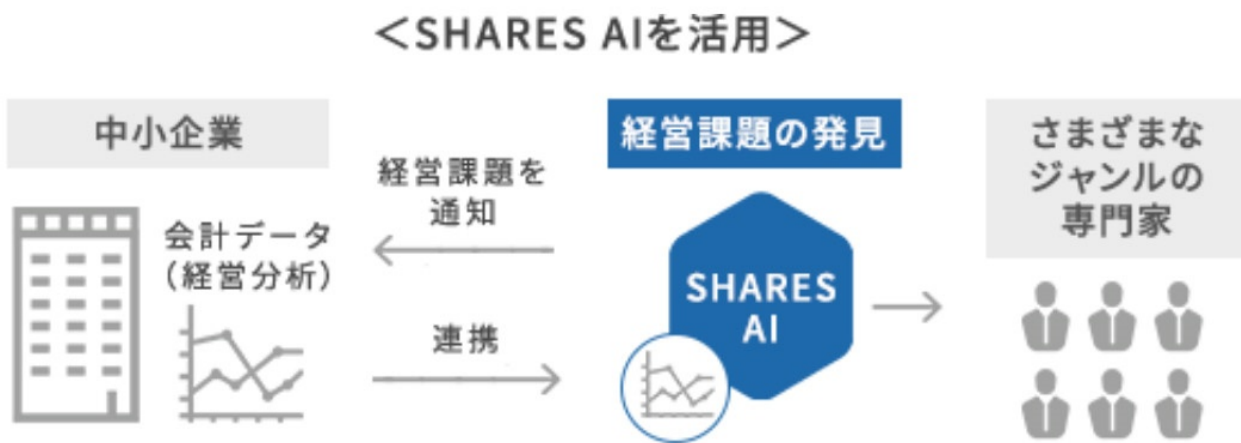 ＜SHARES AIを活用＞
中小企業
会計データ
（経営分析）
経営課題を
通知
連携
経営課題の発見
SHARES
AI
さまざまな
ジャンルの
専門家